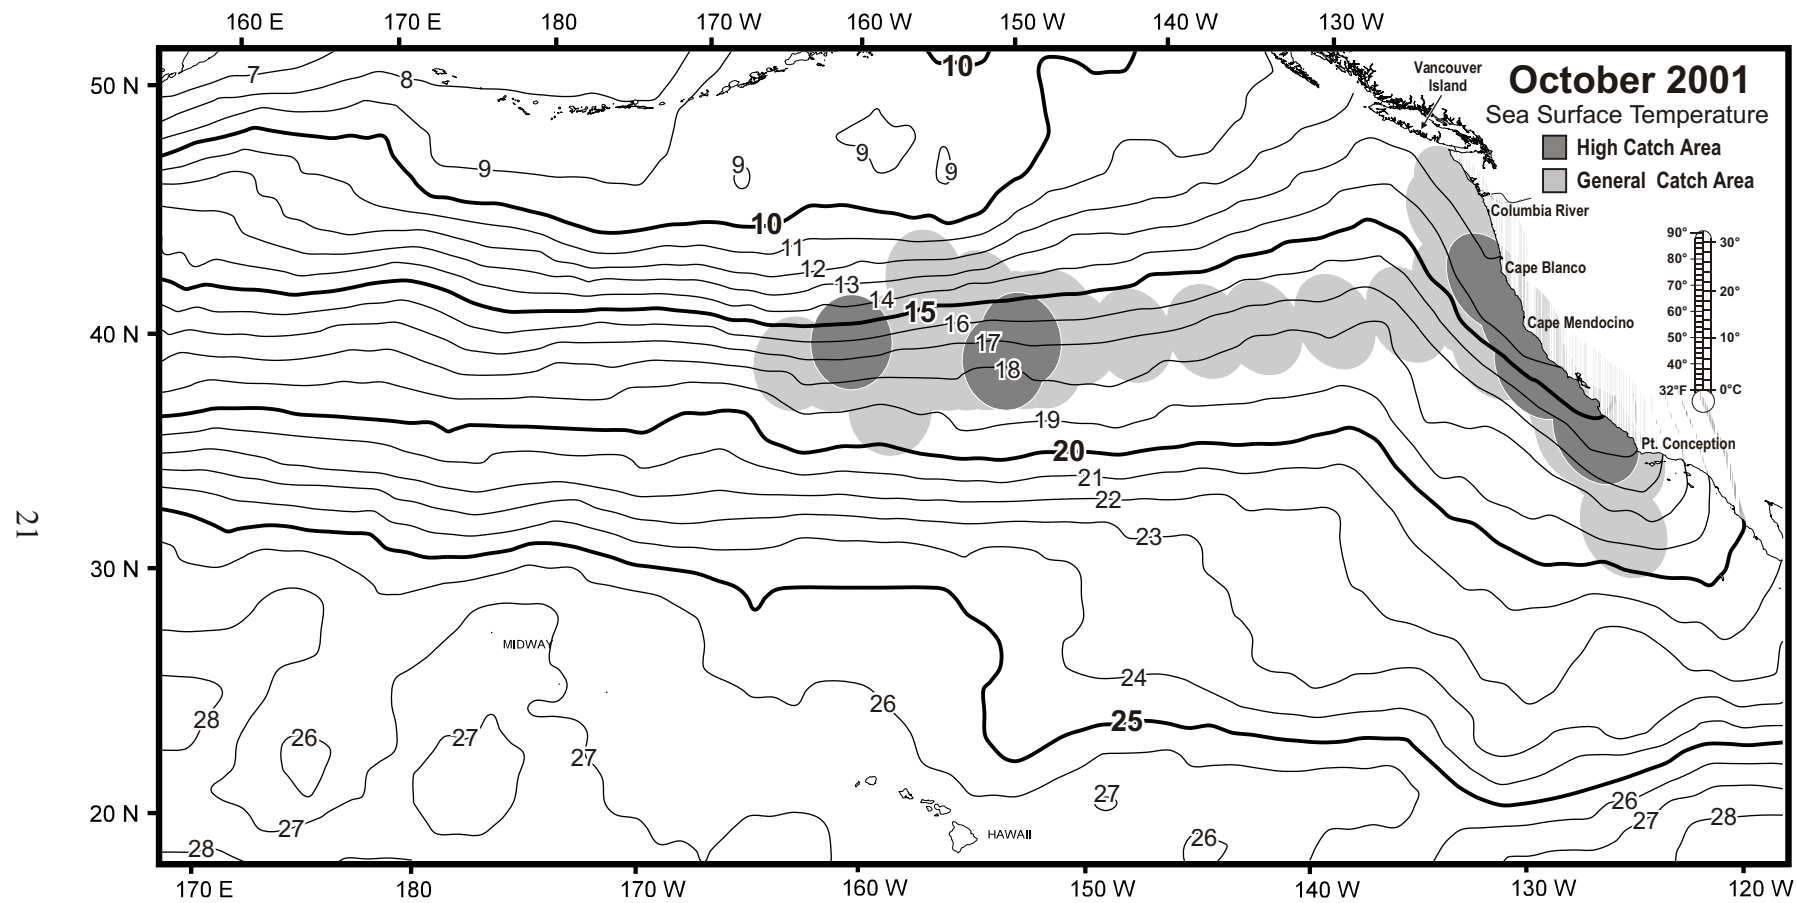 160 E 170 E 180 170 W 160 W 150 W 140 W 130 W
50 N
40 N
30 N
20 N
170 E 180 170 W 160 W 150 W 140 W 130 W 120 W
21
October 2001
Sea Surface Temperature
High Catch Area
General Catch Area
Vancouver
Island
Columbia River
Cape Blanco
Cape Mendocino
Pt. Conception
90°
80°
70°
60°
50°
40°
32°F
30°
20°
10°
0°C
7
8
10
9
9
9
9
10
11
12
13
14
15
16
17
18
19
20
21
22
23
24
25
26
27
MIDWAY
28
26
27
27
27
28
27
26
HAWAII
26
27
28